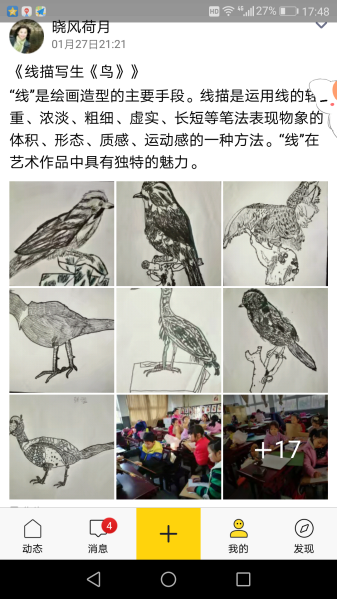 27% 17:48
晓风荷月
01月27日21:21
《线描写生《鸟》》
“线”是绘画造型的主要手段。线描是运用线的轻
重、浓淡、粗细、虚实、长短等笔法表现物象的
体积、形态、质感、运动感的一种方法。“线”在
艺术作品中具有独特的魅力。
+17
4
动态
消息
我的
发现